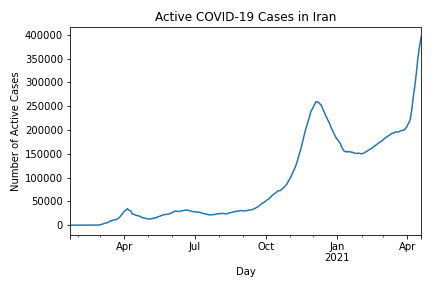 Active COVID-19 Cases in Iran
400000
350000
300000
250000
200000
150000
100000
50000
0
Number of Active Cases
Apr Jul Oct Jan Apr
2021
Day